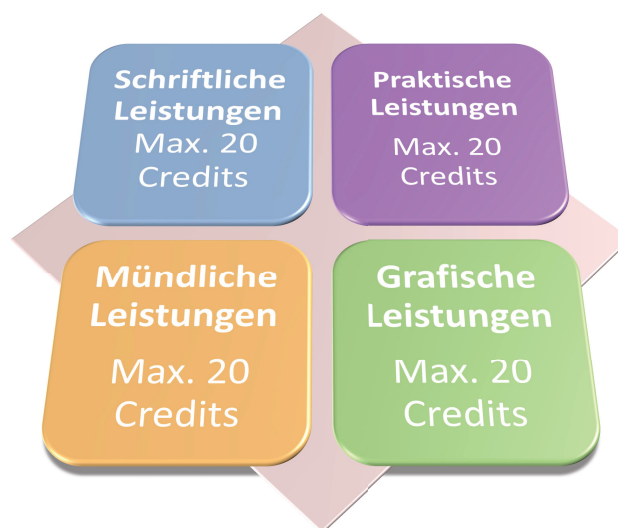 Schriftliche
Leistungen
Max. 20
Credits
Praktische
Leistungen
Max. 20
Credits
Mündliche
Leistungen
Max. 20
Credits
Grafische
Leistungen
Max. 20
Credits